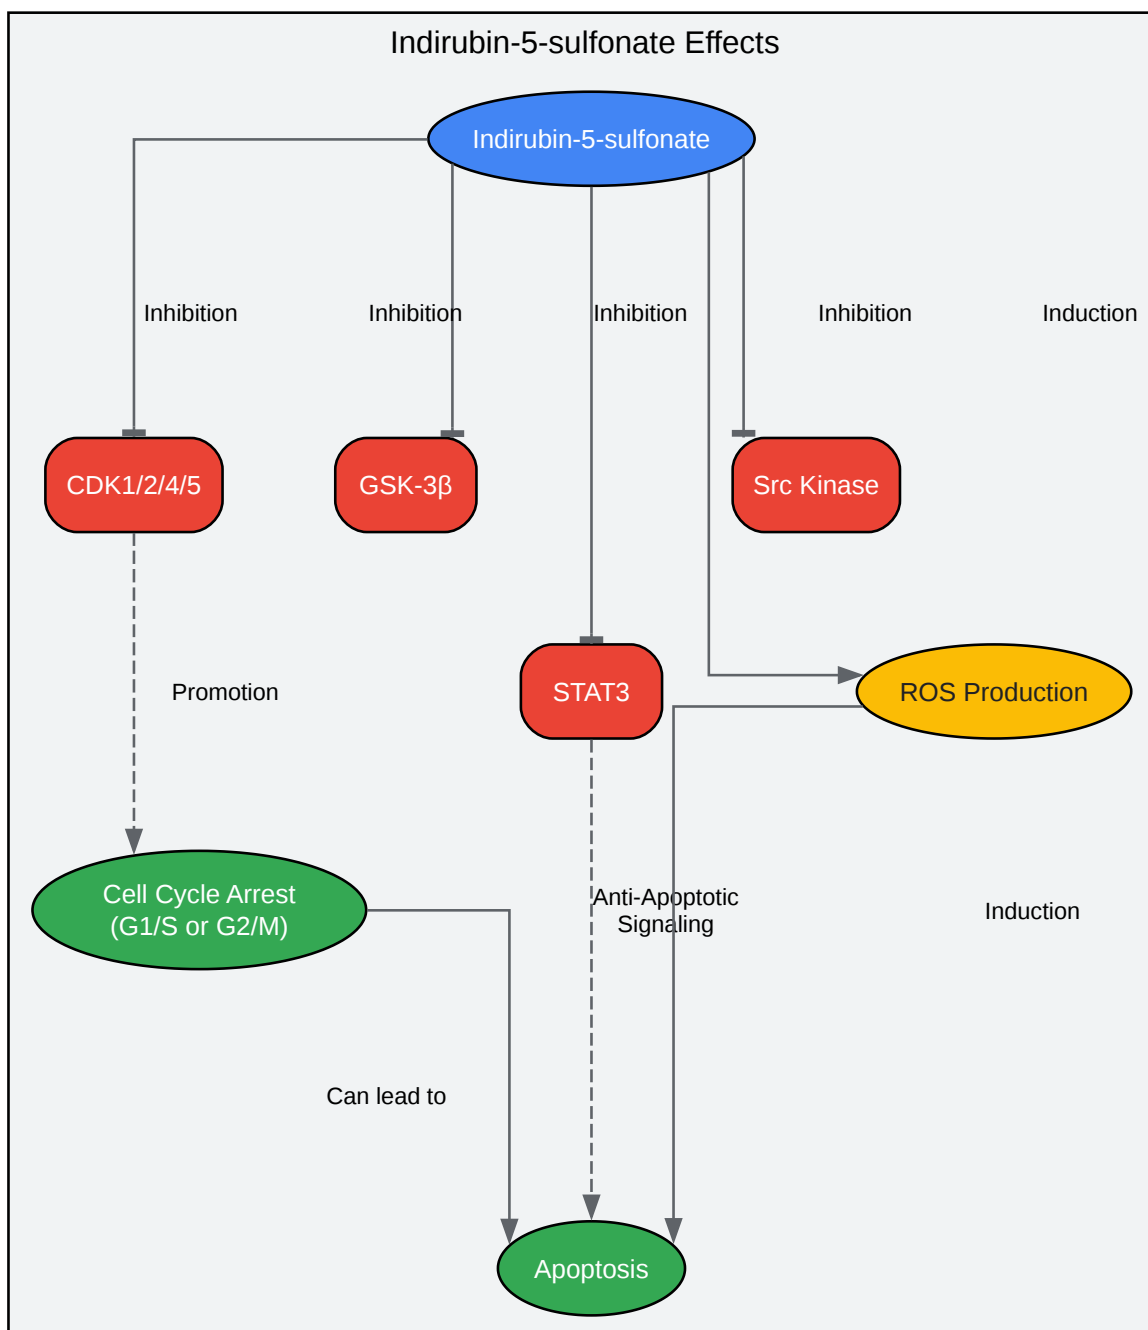 Indirubin-5-sulfonate Effects
Indirubin-5-sulfonate
Inhibition
Inhibition
Inhibition
Inhibition
Induction
CDK1/2/4/5
GSK-3β
Src Kinase
Promotion
STAT3
ROS Production
Cell Cycle Arrest
(G1/S or G2/M)
Anti-Apoptotic
Signaling
Induction
Can lead to
Apoptosis